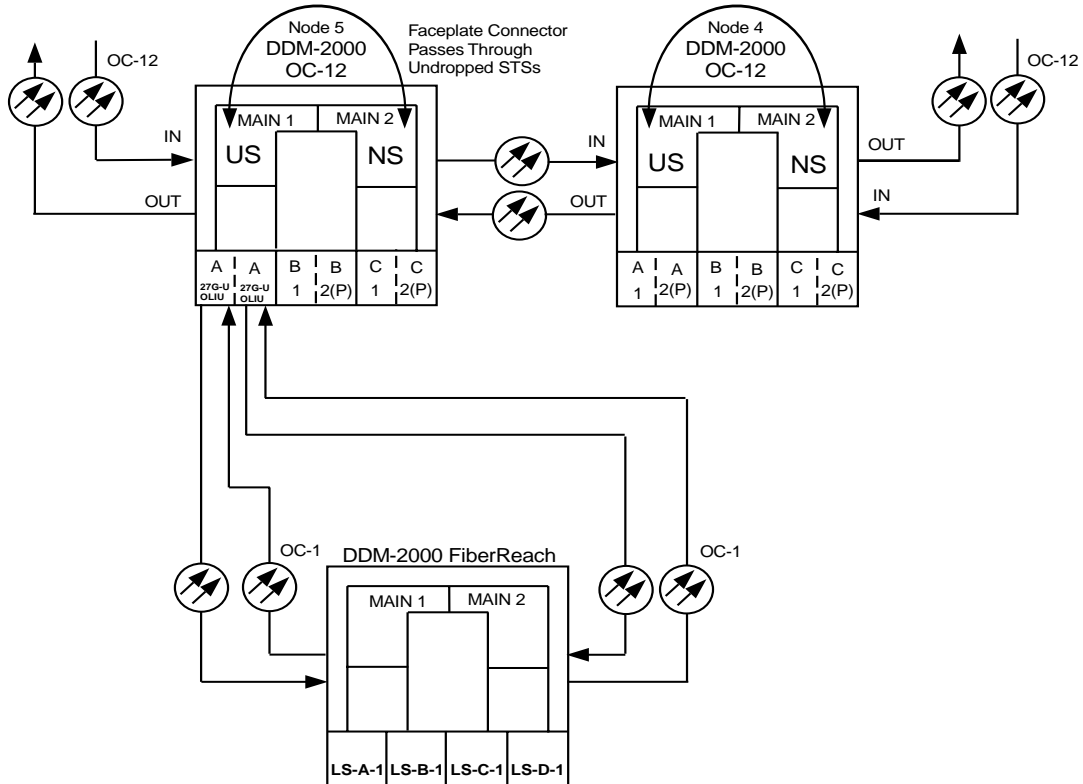 OC-12
Node 5
DDM-2000
OC-12
Faceplate Connector
Passes Through
Undropped STSs
Node 4
DDM-2000
OC-12
OC-12
IN
OUT
MAIN 1
MAIN 2
US
NS
IN
OUT
MAIN 1
MAIN 2
US
NS
OUT
IN
A
27G-U
OLIU
A
27G-U
OLIU
B
1
B
2(P)
C
1
C
2(P)
A
1
A
2(P)
B
1
B
2(P)
C
1
C
2(P)
OC-1
DDM-2000 FiberReach
OC-1
MAIN 1
MAIN 2
LS-A-1
LS-B-1
LS-C-1
LS-D-1